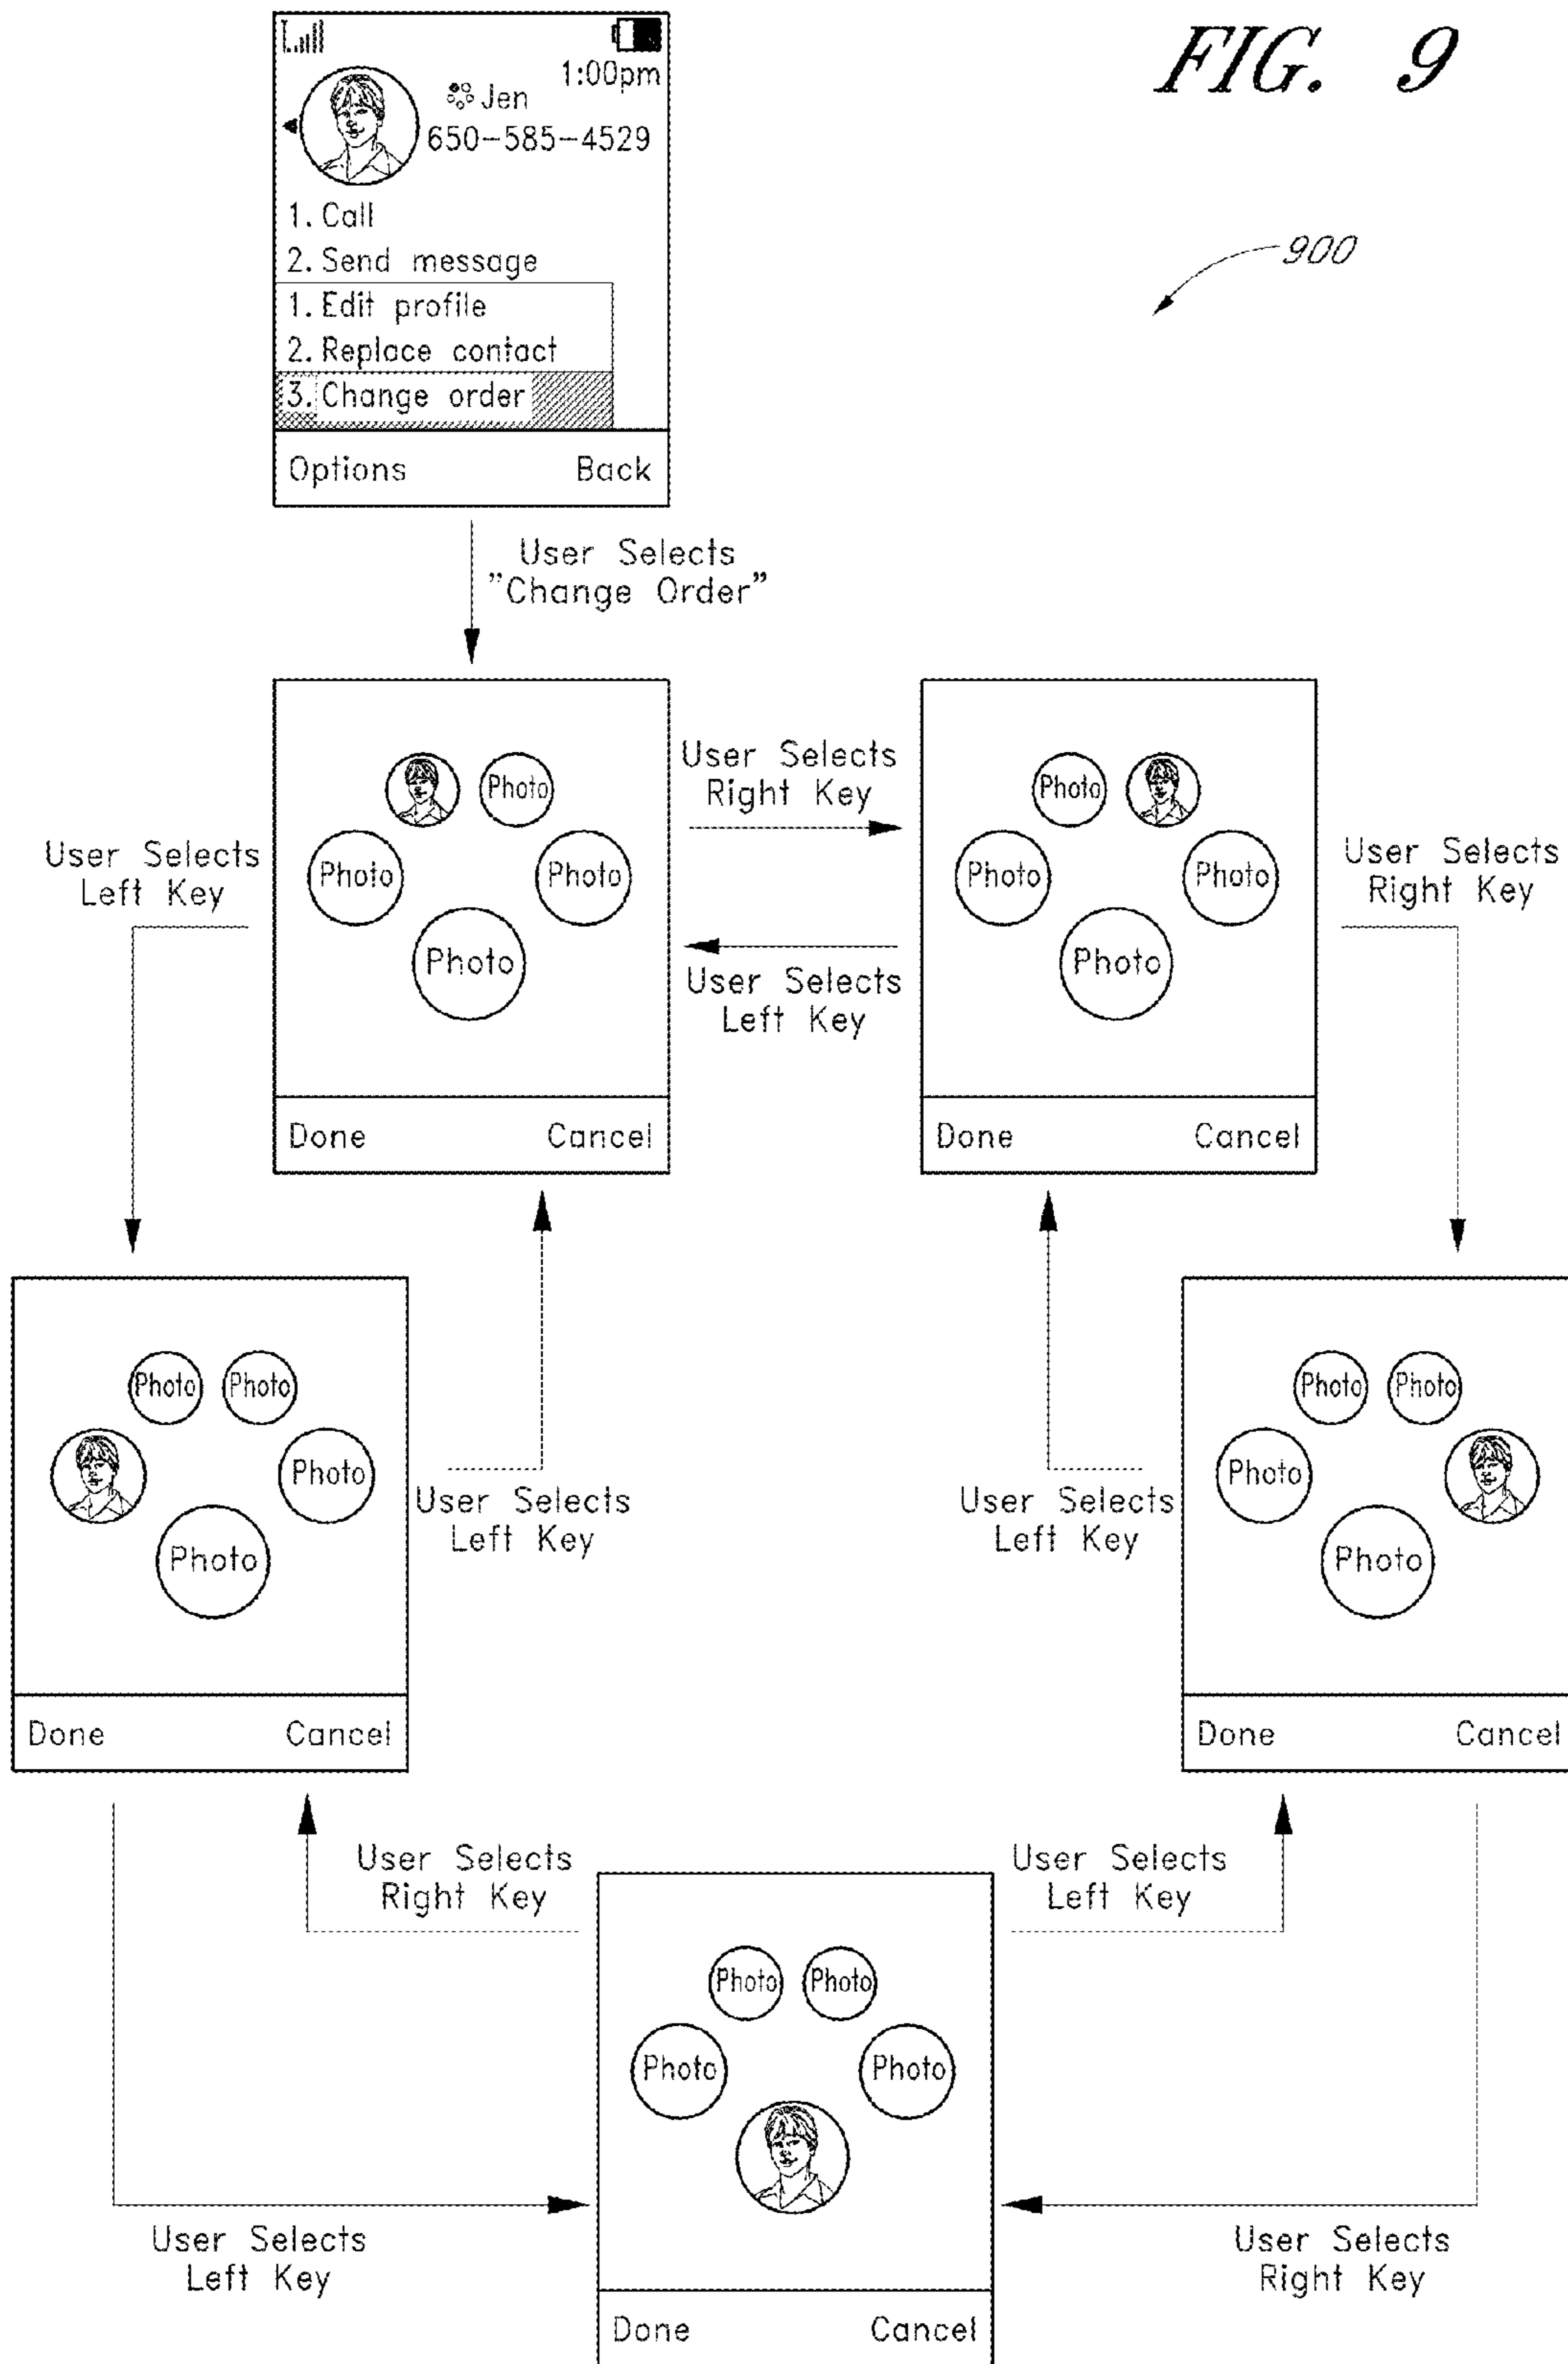 FIG. 9
1:00pm
Jen
650-585-4529
1. Call
2. Send message
1. Edit profile
2. Replace contact
3. Change order
Options Back
900
User Selects
"Change Order"
Photo
Photo Photo
Photo
Done Cancel
User Selects
Right Key
User Selects
Left Key
Photo
Photo Photo
Photo
Done Cancel
User Selects
Left Key
User Selects
Right Key
Photo Photo
Photo
Photo
Done Cancel
User Selects
Left Key
User Selects
Left Key
Photo Photo
Photo
Photo
Done Cancel
User Selects
Right Key
User Selects
Left Key
Photo Photo
Photo Photo
Done Cancel
User Selects
Left Key
User Selects
Right Key